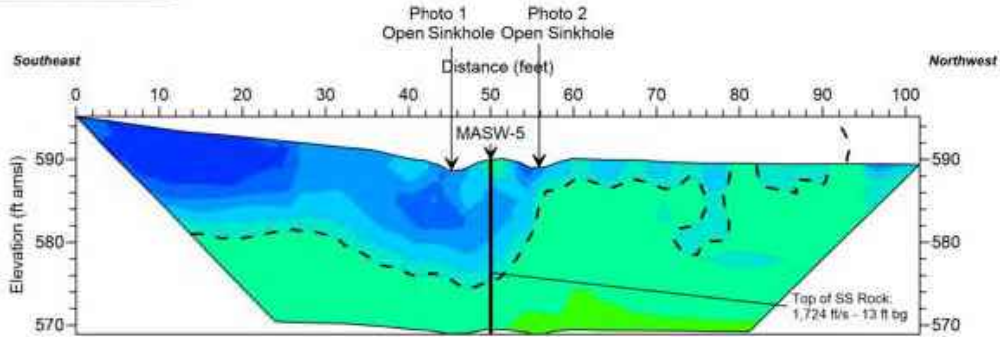 Photo 1 Photo 2
Open Sinkhole Open Sinkhole
Southeast Distance (feet) Northwest
0 10 20 30 40 50 60 70 80 90 100
MASW-5
Elevation (ft amsl)
590 590
580 580
570 570
Top of SS Rock:
1,724 ft/s - 13 ft bg